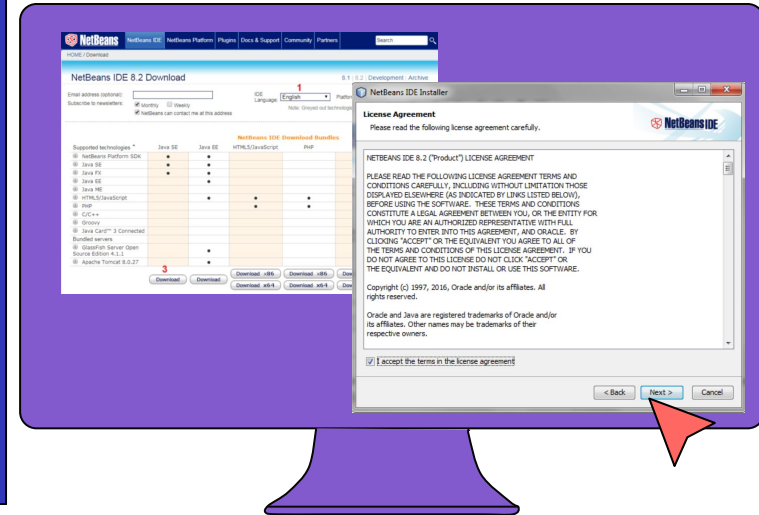 NetBeans
NetBeans IDE NetBeans Platform Plugins Docs & Support Community Partners Search
HOME / Download
NetBeans IDE 8.2 Download
8.1 | 8.2 | Development | Archive
1
Email address (optional):
IDE Language: English
Subscribe to newsletters: Monthly Weekly
Note: Greyed out
NetBeans can contact me at this address
NetBeans IDE Download Bundles
Supported technologies * Java SE Java EE HTML5/JavaScript PHP
NetBeans Platform SDK
Java SE
Java FX
Java EE
Java ME
HTML5/JavaScript
PHP
C/C++
Groovy
Java Card™ 3 Connected
Bundled servers
GlassFish Server Open Source Edition 4.1.1
Apache Tomcat 8.0.27
3
Download Download Download x86 Download x86
Download x64 Download x64
NetBeans IDE Installer
License Agreement
Please read the following license agreement carefully.
NetBeans IDE
NETBEANS IDE 8.2 ("Product") LICENSE AGREEMENT
PLEASE READ THE FOLLOWING LICENSE AGREEMENT TERMS AND
CONDITIONS CAREFULLY, INCLUDING WITHOUT LIMITATION THOSE
DISPLAYED ELSEWHERE (AS INDICATED BY LINKS LISTED BELOW),
BEFORE USING THE SOFTWARE. THESE TERMS AND CONDITIONS
CONSTITUTE A LEGAL AGREEMENT BETWEEN YOU, OR THE ENTITY FOR
WHICH YOU ARE AN AUTHORIZED REPRESENTATIVE WITH FULL
AUTHORITY TO ENTER INTO THIS AGREEMENT, AND ORACLE. BY
CLICKING "ACCEPT" OR THE EQUIVALENT YOU AGREE TO ALL OF
THE TERMS AND CONDITIONS OF THIS LICENSE AGREEMENT. IF YOU
DO NOT AGREE TO THIS LICENSE DO NOT CLICK "ACCEPT" OR
THE EQUIVALENT AND DO NOT INSTALL OR USE THIS SOFTWARE.
Copyright (c) 1997, 2016, Oracle and/or its affiliates. All
rights reserved.
Oracle and Java are registered trademarks of Oracle and/or
its affiliates. Other names may be trademarks of their
respective owners.
I accept the terms in the license agreement
< Back Next > Cancel